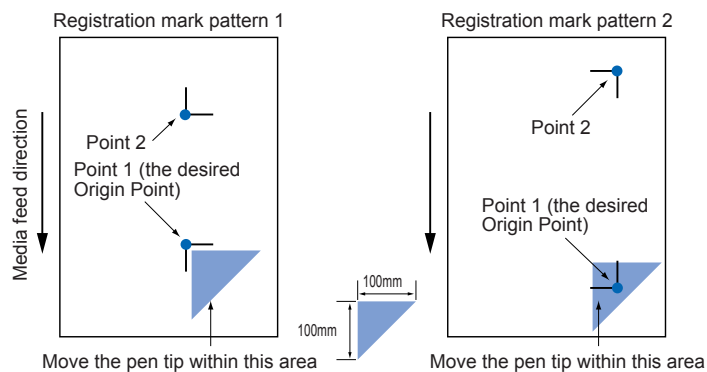 Registration mark pattern 1
Media feed direction
Point 2
Point 1 (the desired
Origin Point)
Move the pen tip within this area
100mm
100mm
Registration mark pattern 2
Point 2
Point 1 (the desired
Origin Point)
Move the pen tip within this area